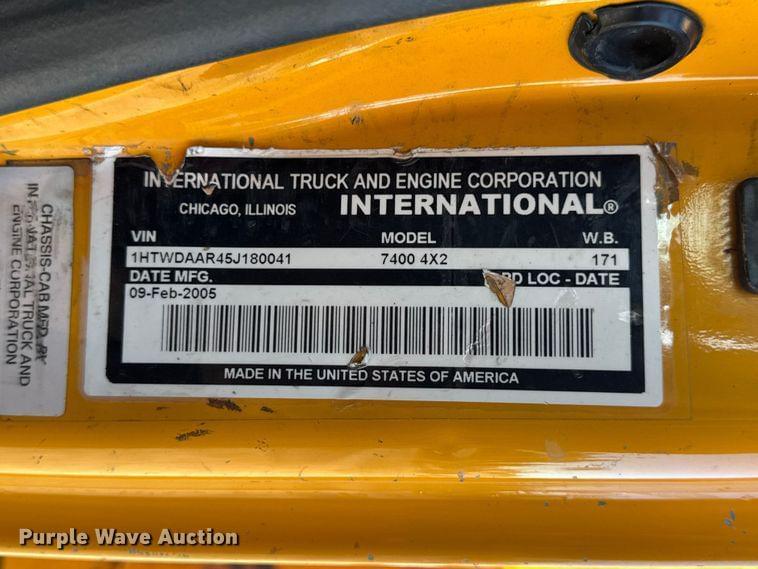 INTERNATIONAL TRUCK AND ENGINE CORPORATION
CHICAGO, ILLINOIS INTERNATIONAL®
VIN MODEL W.B.
1HTWDAAR45J180041 7400 4X2 171
DATE MFG. PD LOC - DATE
09-Feb-2005
MADE IN THE UNITED STATES OF AMERICA
CHASSIS-CAB MFD. BY
INTERNATIONAL TRUCK AND
ENGINE CORPORATION
Purple Wave Auction